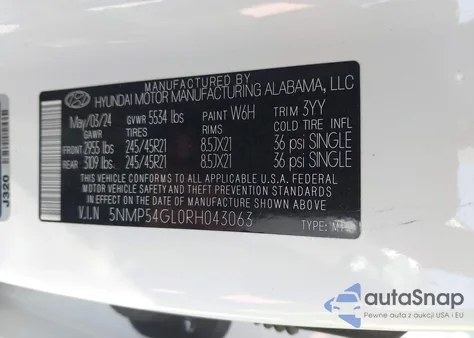 MANUFACTURED BY
HYUNDAI MOTOR MANUFACTURING ALABAMA, LLC
May/03/24 GVWR 5534 lbs PAINT W6H TRIM 3YY
GAWR TIRES RIMS COLD TIRE INFL
FRONT 2955 lbs 245/45R21 8.5JX21 36 psi SINGLE
REAR 3109 lbs 245/45R21 8.5JX21 36 psi SINGLE
THIS VEHICLE CONFORMS TO ALL APPLICABLE U.S. FEDERAL
MOTOR VEHICLE SAFETY, BUMPER, AND THEFT PREVENTION
STANDARDS IN EFFECT ON THE DATE OF MANUFACTURE
SHOWN ABOVE.
V.I.N 5NMP54GL0RH043063 TYPE:
J320
autoSnap
Pewne auta z aukcji USA i EU